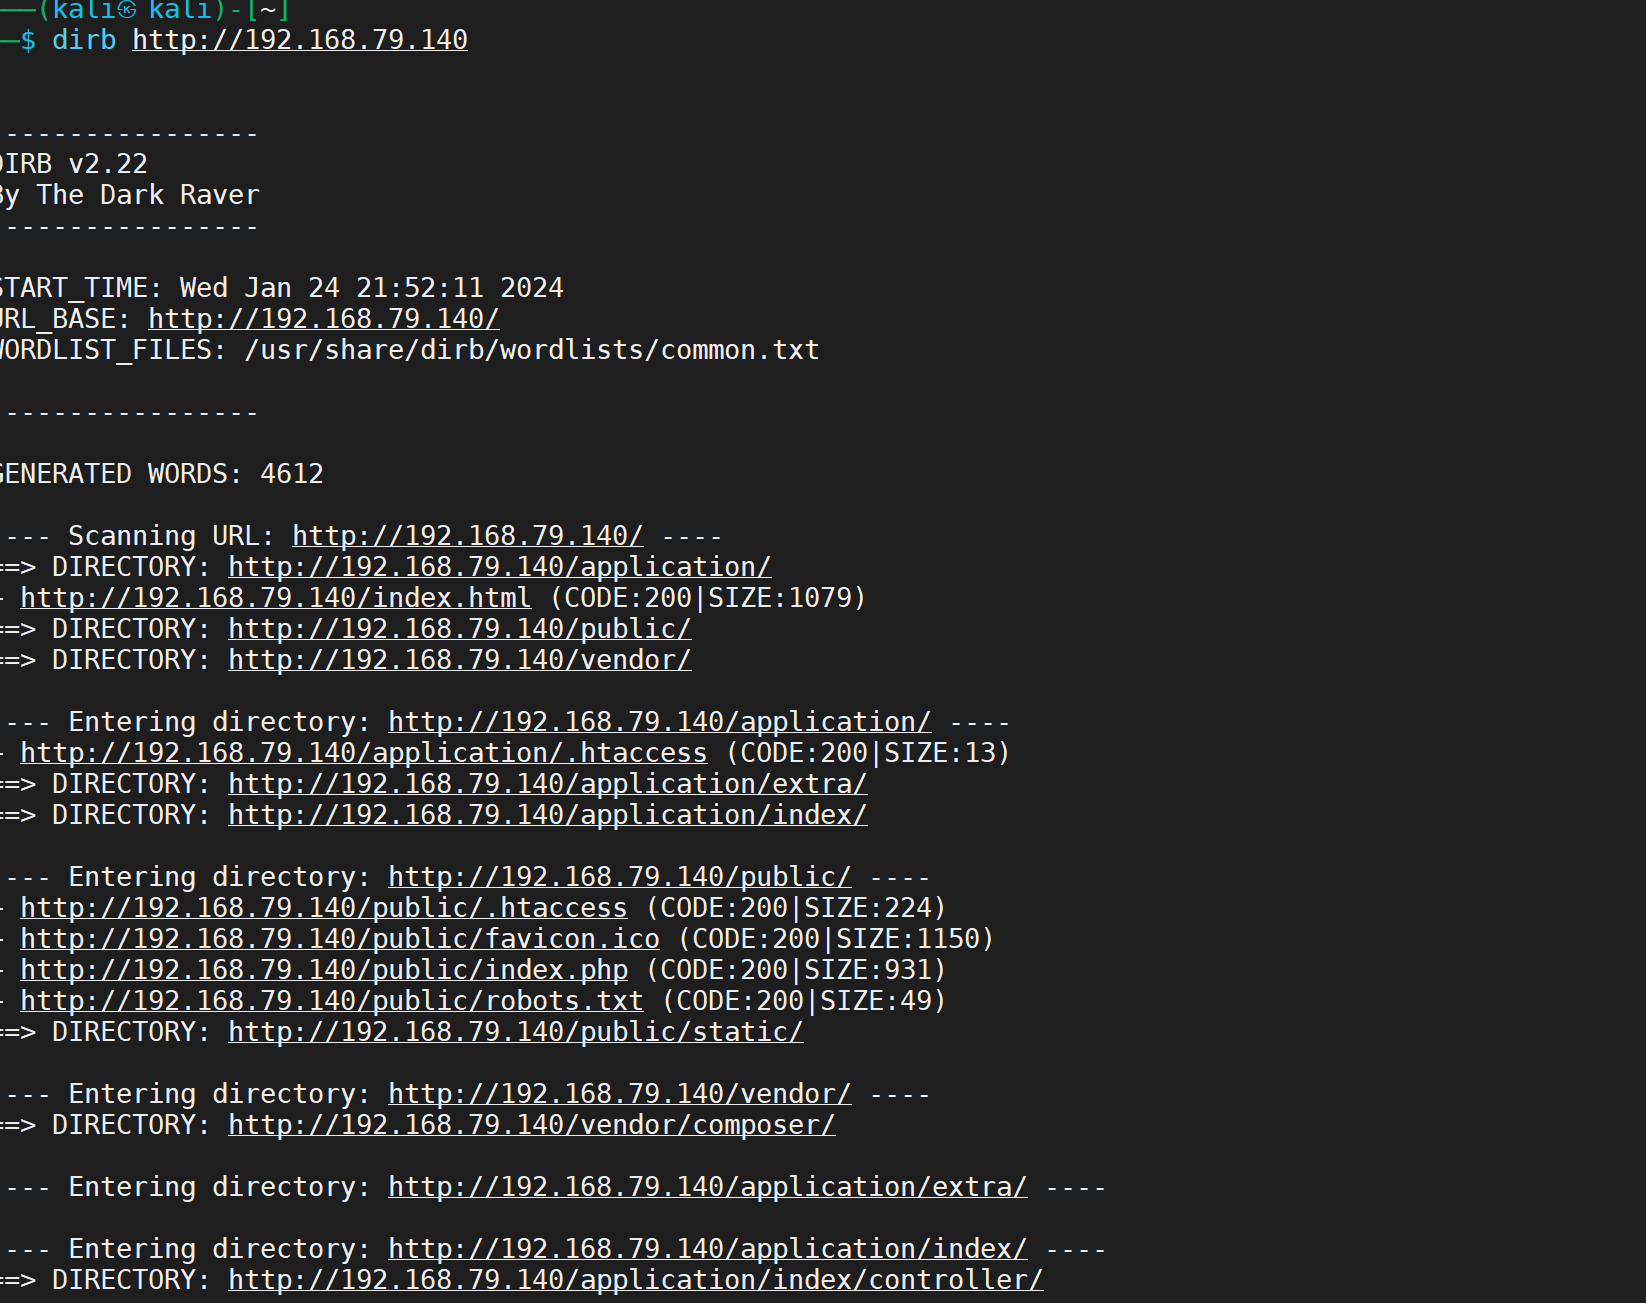 ──(kali㉿kali)-[~]
─$ dirb http://192.168.79.140
----------------
DIRB v2.22
By The Dark Raver
----------------
START_TIME: Wed Jan 24 21:52:11 2024
URL_BASE: http://192.168.79.140/
WORDLIST_FILES: /usr/share/dirb/wordlists/common.txt
----------------
GENERATED WORDS: 4612
---- Scanning URL: http://192.168.79.140/ ----
==> DIRECTORY: http://192.168.79.140/application/
+ http://192.168.79.140/index.html (CODE:200|SIZE:1079)
==> DIRECTORY: http://192.168.79.140/public/
==> DIRECTORY: http://192.168.79.140/vendor/
---- Entering directory: http://192.168.79.140/application/ ----
+ http://192.168.79.140/application/.htaccess (CODE:200|SIZE:13)
==> DIRECTORY: http://192.168.79.140/application/extra/
==> DIRECTORY: http://192.168.79.140/application/index/
---- Entering directory: http://192.168.79.140/public/ ----
+ http://192.168.79.140/public/.htaccess (CODE:200|SIZE:224)
+ http://192.168.79.140/public/favicon.ico (CODE:200|SIZE:1150)
+ http://192.168.79.140/public/index.php (CODE:200|SIZE:931)
+ http://192.168.79.140/public/robots.txt (CODE:200|SIZE:49)
==> DIRECTORY: http://192.168.79.140/public/static/
---- Entering directory: http://192.168.79.140/vendor/ ----
==> DIRECTORY: http://192.168.79.140/vendor/composer/
---- Entering directory: http://192.168.79.140/application/extra/ ----
---- Entering directory: http://192.168.79.140/application/index/ ----
==> DIRECTORY: http://192.168.79.140/application/index/controller/